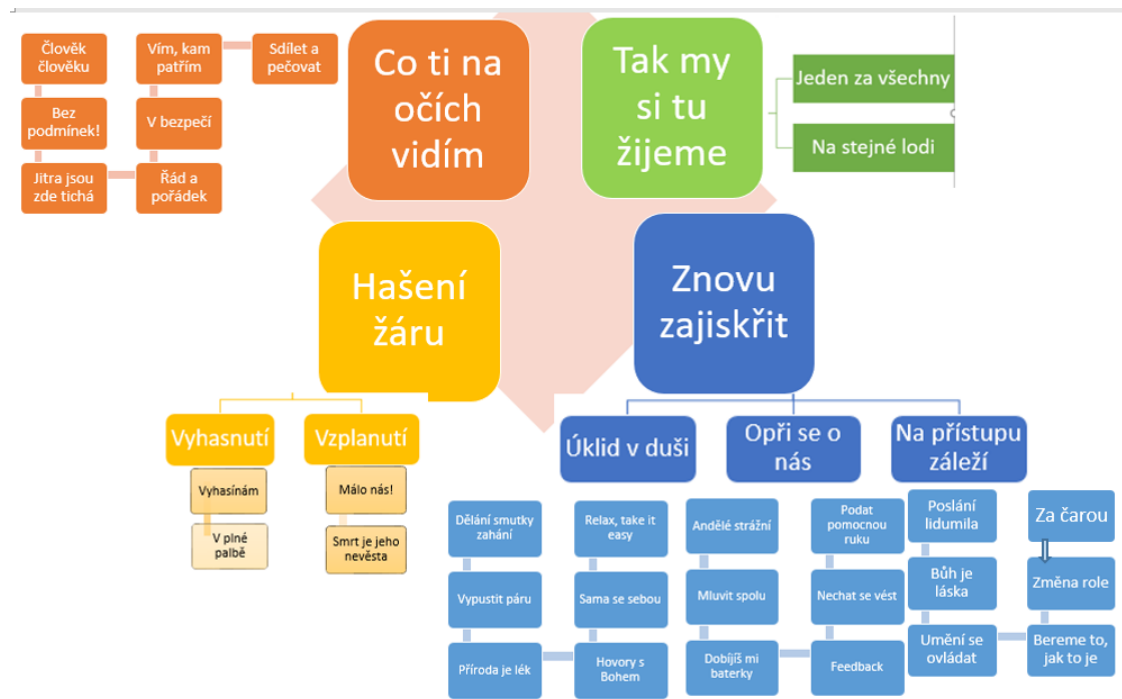 Člověk
člověku
Vím, kam
patřím
Sdílet a
pečovat
Bez
podmínek!
V bezpečí
Jitra jsou
zde tichá
Řád a
pořádek
Co ti na
očích
vidím
Tak my
si tu
žijeme
Jeden za všechny
Na stejné lodi
Hašení
žáru
Znovu
zajiskřit
Vyhasnutí
Vzplanutí
Vyhasínám
V plné
palbě
Málo nás!
Smrt je jeho
nevěsta
Úklid v duši
Opři se o
nás
Na přístupu
záleží
Dělání smutky
zahání
Relax, take it
easy
Vypustit páru
Sama se sebou
Příroda je lék
Hovory s
Bohem
Andělé strážní
Podat
pomocnou
ruku
Mluvit spolu
Nechat se vést
Dobíjíš mi
baterky
Feedback
Poslání
lidumila
Za čarou
Bůh je
láska
Změna role
Umění se
ovládat
Bereme to,
jak to je